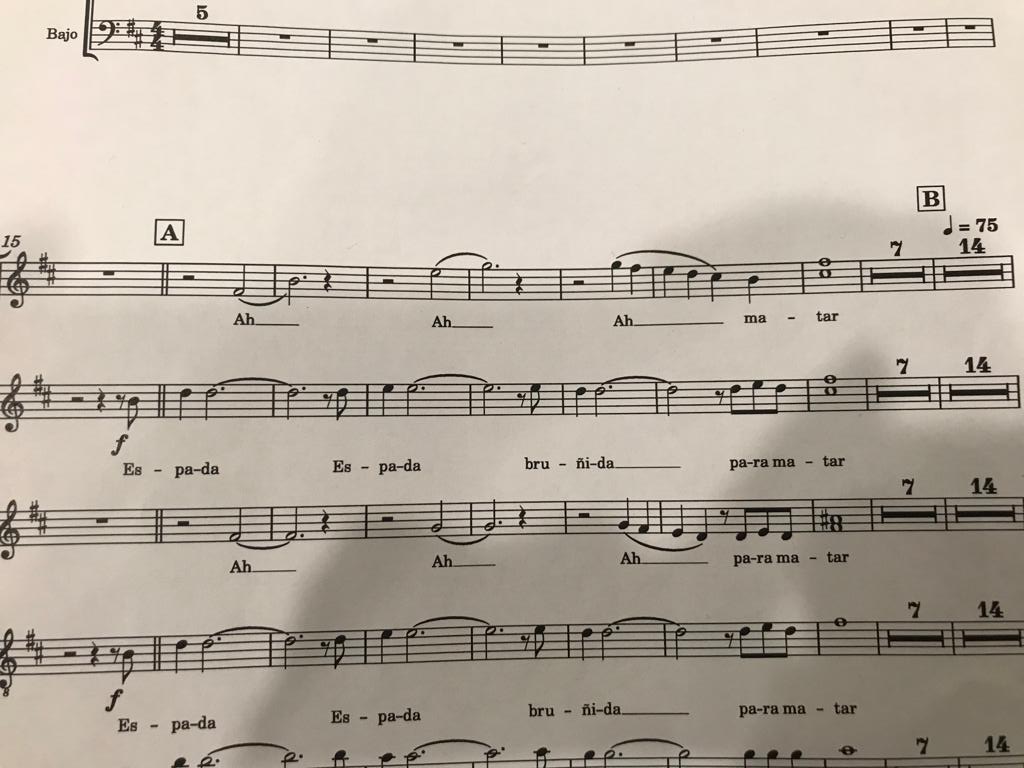 5
Bajo
B
♩ = 75
15
A
7 14
Ah Ah Ah ma - tar
7 14
f
Es - pa-da Es - pa-da bru - ñi-da pa-ra ma - tar
7 14
Ah Ah Ah pa-ra ma - tar
7 14
8
f
Es - pa-da Es - pa-da bru - ñi-da pa-ra ma - tar
7 14